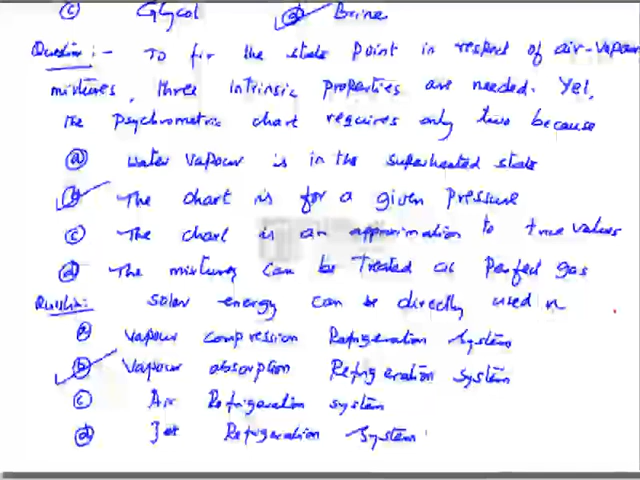 (c) Glycol (d) Brine
Question:- To fix the state point in respect of air-vapour
mixtures, three intrinsic properties are needed. Yet,
the psychrometric chart requires only two because
(a) water vapour is in the superheated state
(b) The chart is for a given pressure
(c) The chart is an approximation to true values
(d) The mixtures can be treated as perfect gas
Question: solar energy can be directly used in
(a) vapour compression Refrigeration System
(b) Vapour absorption Refrigeration system
(c) Air Refrigeration system
(d) Jet Refrigeration System